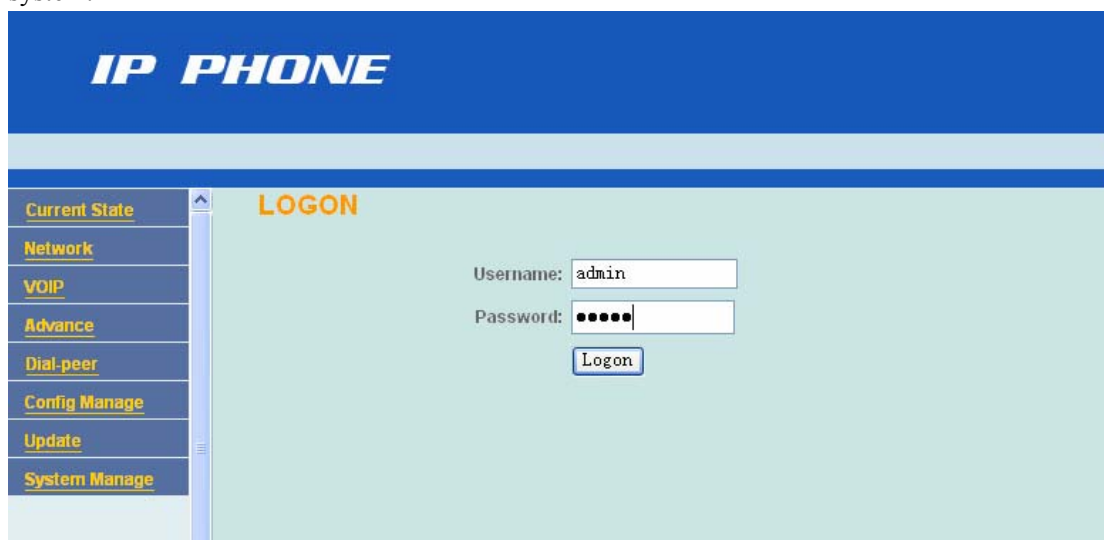 IP PHONE
Current State
Network
VOIP
Advance
Dial-peer
Config Manage
Update
System Manage
LOGON
Username: admin
Password: ●●●●●
Logon